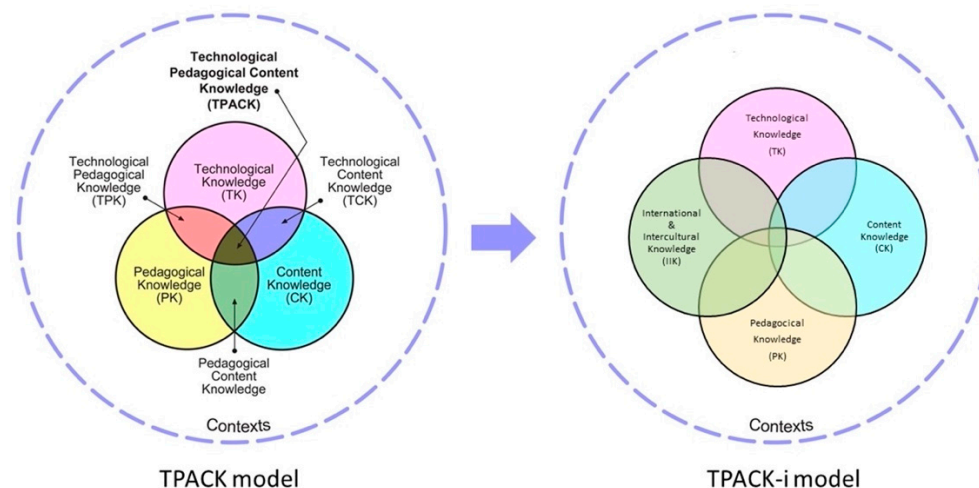 Technological
Pedagogical Content
Knowledge
(TPACK)
Technological
Pedagogical
Knowledge
(TPK)
Technological
Knowledge
(TK)
Technological
Content
Knowledge
(TCK)
Pedagogical
Knowledge
(PK)
Content
Knowledge
(CK)
Pedagogical
Content
Knowledge
Contexts
TPACK model
Technological
Knowledge
(TK)
International
&
Intercultural
Knowledge
(IIK)
Content
Knowledge
(CK)
Pedagocical
Knowledge
(PK)
Contexts
TPACK-i model